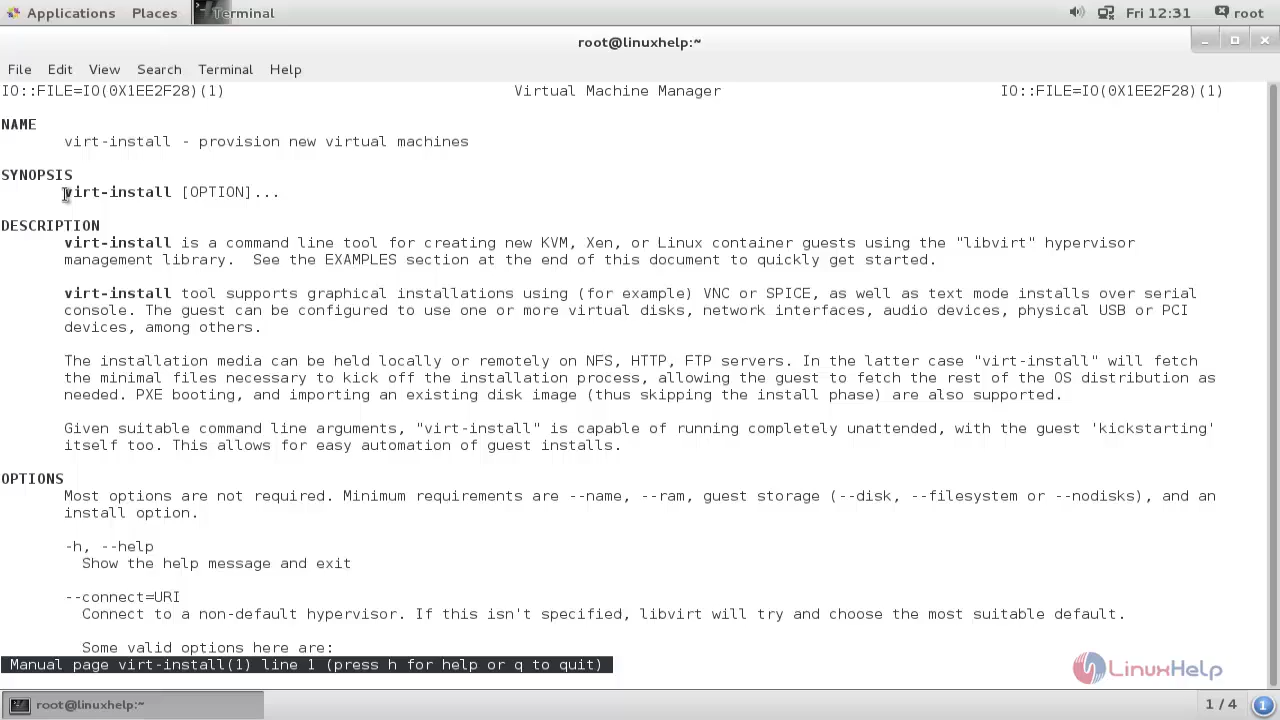 Applications Places Terminal Fri 12:31 root
root@linuxhelp:~
File Edit View Search Terminal Help
IO::FILE=IO(0X1EE2F28)(1) Virtual Machine Manager IO::FILE=IO(0X1EE2F28)(1)
NAME
virt-install - provision new virtual machines
SYNOPSIS
virt-install [OPTION]...
DESCRIPTION
virt-install is a command line tool for creating new KVM, Xen, or Linux container guests using the "libvirt" hypervisor
management library.  See the EXAMPLES section at the end of this document to quickly get started.
virt-install tool supports graphical installations using (for example) VNC or SPICE, as well as text mode installs over serial
console. The guest can be configured to use one or more virtual disks, network interfaces, audio devices, physical USB or PCI
devices, among others.
The installation media can be held locally or remotely on NFS, HTTP, FTP servers. In the latter case "virt-install" will fetch
the minimal files necessary to kick off the installation process, allowing the guest to fetch the rest of the OS distribution as
needed. PXE booting, and importing an existing disk image (thus skipping the install phase) are also supported.
Given suitable command line arguments, "virt-install" is capable of running completely unattended, with the guest 'kickstarting'
itself too. This allows for easy automation of guest installs.
OPTIONS
Most options are not required. Minimum requirements are --name, --ram, guest storage (--disk, --filesystem or --nodisks), and an
install option.
-h, --help
Show the help message and exit
--connect=URI
Connect to a non-default hypervisor. If this isn't specified, libvirt will try and choose the most suitable default.
Some valid options here are:
Manual page virt-install(1) line 1 (press h for help or q to quit)
LinuxHelp
root@linuxhelp:~ 1 / 4 1